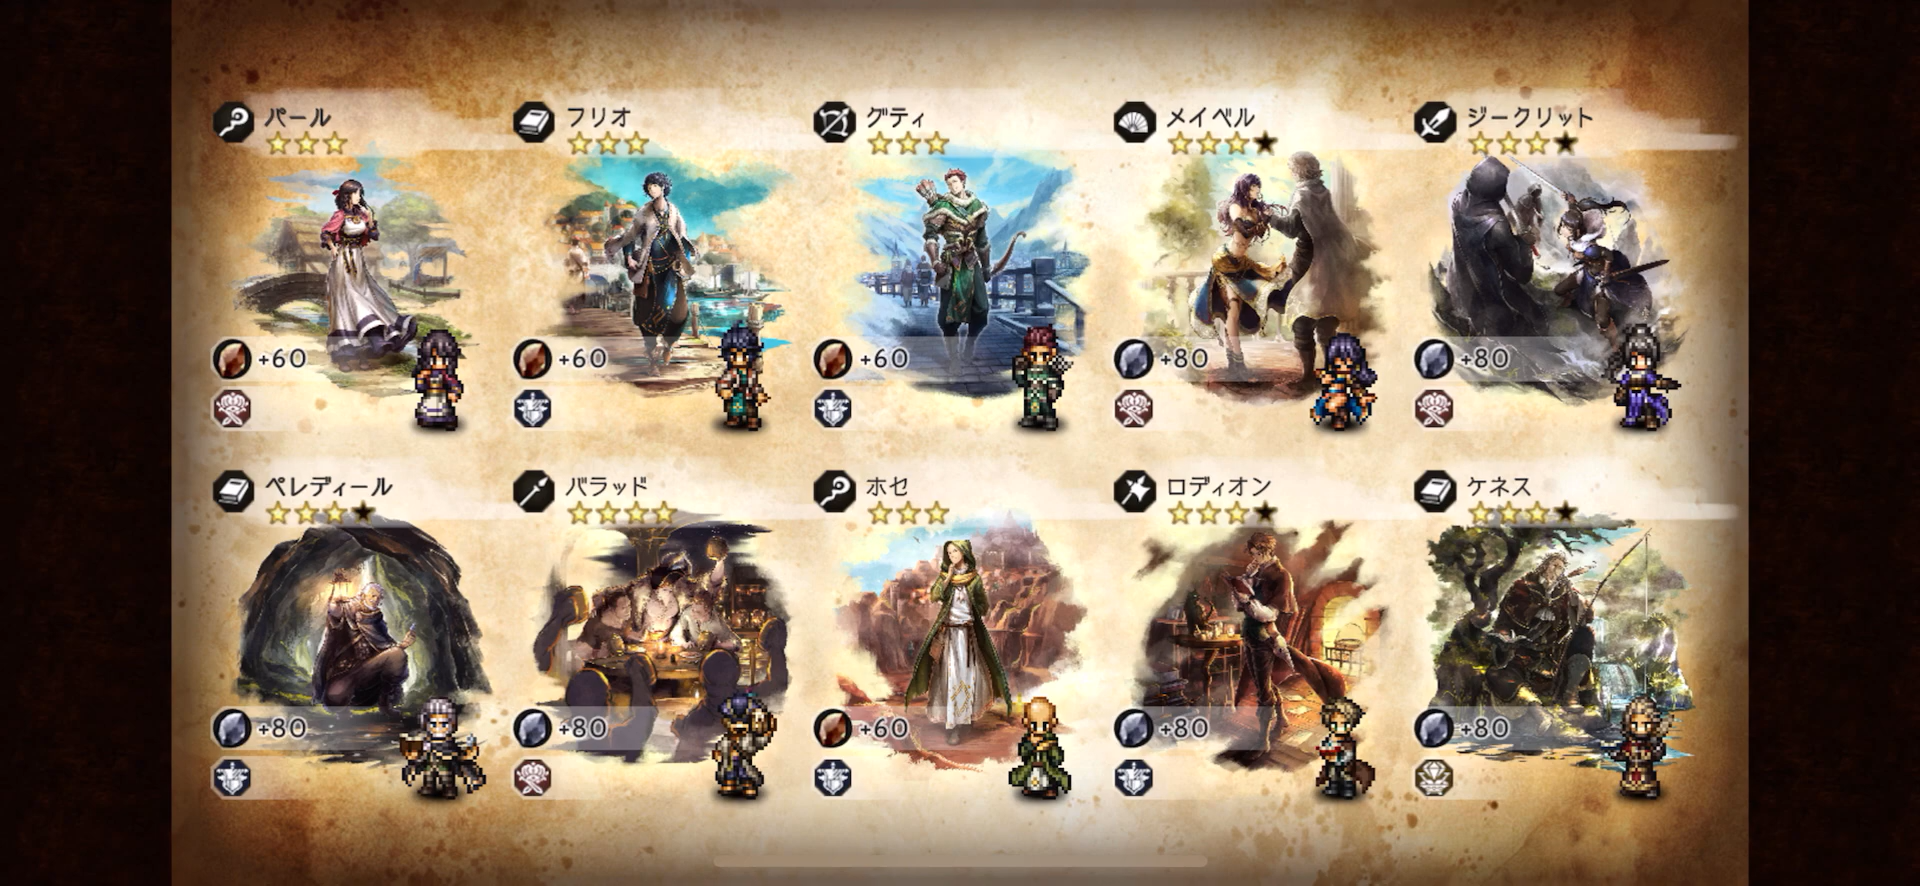 パール
フリオ
グティ
メイベル
ジークリット
+60
+60
+60
+80
+80
ペレディール
バラッド
ホセ
ロディオン
ケネス
+80
+80
+60
+80
+80